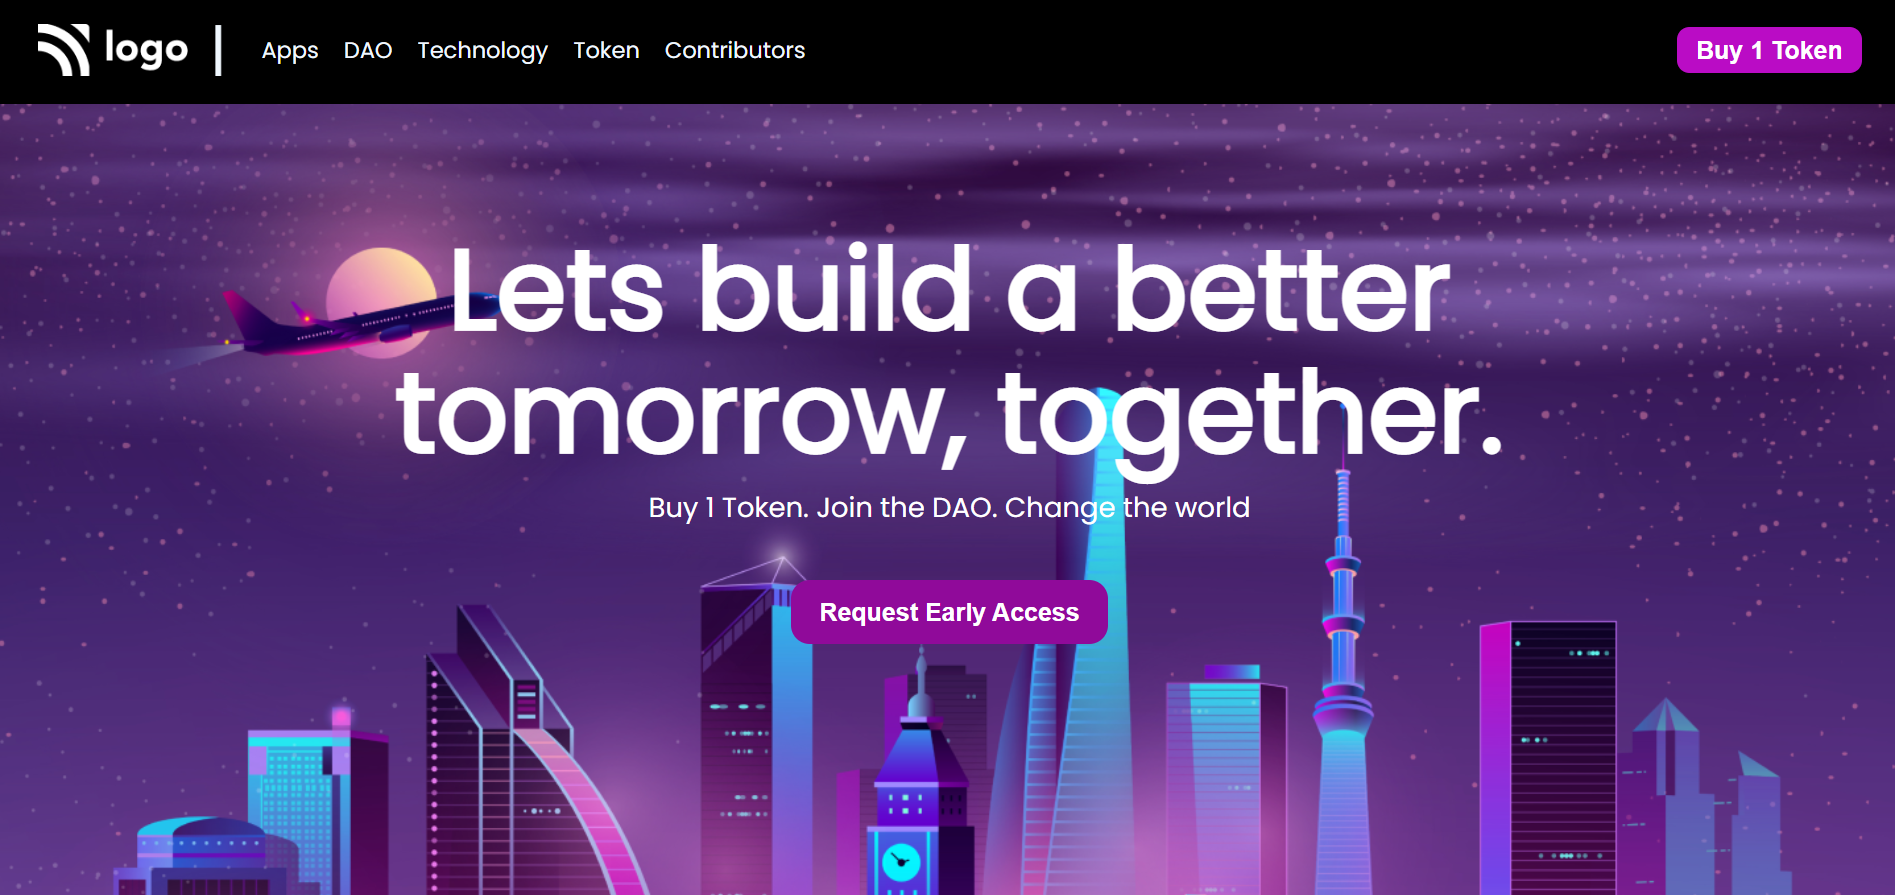 logo
Apps DAO Technology Token Contributors
Buy 1 Token
Lets build a better
tomorrow, together.
Buy 1 Token. Join the DAO. Change the world
Request Early Access